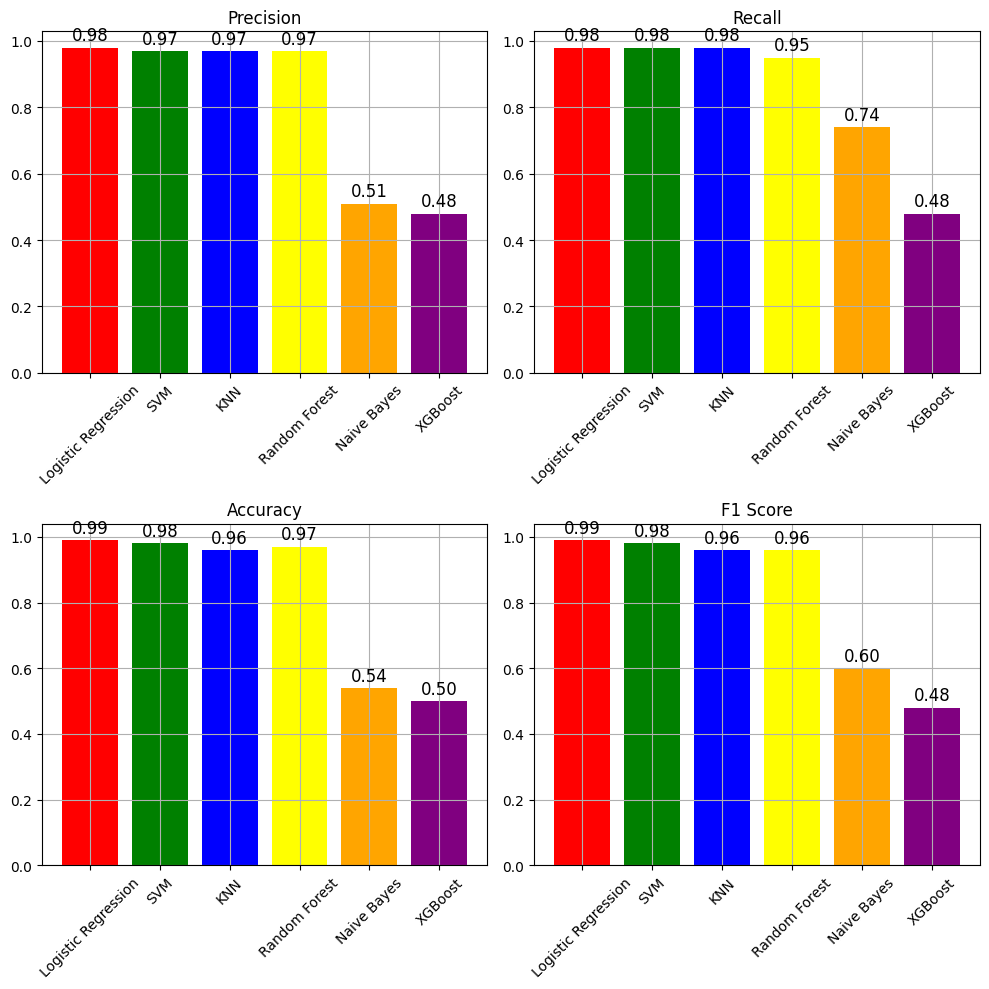 Precision
0.98 0.97 0.97 0.97 0.51 0.48
1.0
0.8
0.6
0.4
0.2
0.0
Logistic Regression SVM KNN Random Forest Naive Bayes XGBoost
Recall
0.98 0.98 0.98 0.95 0.74 0.48
1.0
0.8
0.6
0.4
0.2
0.0
Logistic Regression SVM KNN Random Forest Naive Bayes XGBoost
Accuracy
0.99 0.98 0.96 0.97 0.54 0.50
1.0
0.8
0.6
0.4
0.2
0.0
Logistic Regression SVM KNN Random Forest Naive Bayes XGBoost
F1 Score
0.99 0.98 0.96 0.96 0.60 0.48
1.0
0.8
0.6
0.4
0.2
0.0
Logistic Regression SVM KNN Random Forest Naive Bayes XGBoost